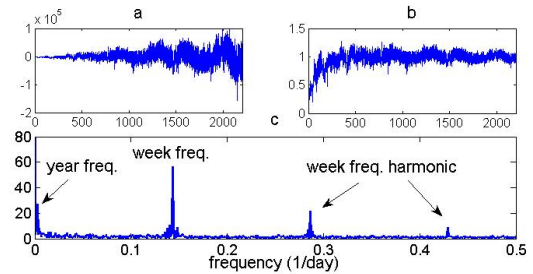 a
b
1 x 10^5
1
0
-1
-2
0 500 1000 1500 2000
1.5
1
0.5
0
0 500 1000 1500 2000
c
80
60
40
20
0
year freq.
week freq.
week freq. harmonic
0 0.1 0.2 0.3 0.4 0.5
frequency (1/day)